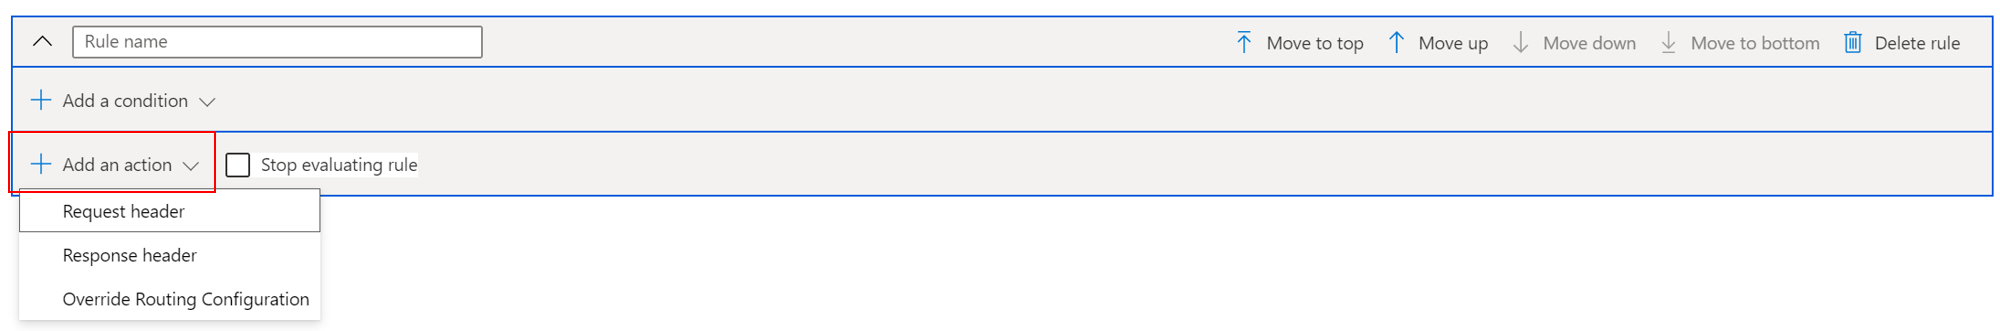 Rule name Move to top Move up Move down Move to bottom Delete rule
Add a condition
Add an action Stop evaluating rule
Request header
Response header
Override Routing Configuration